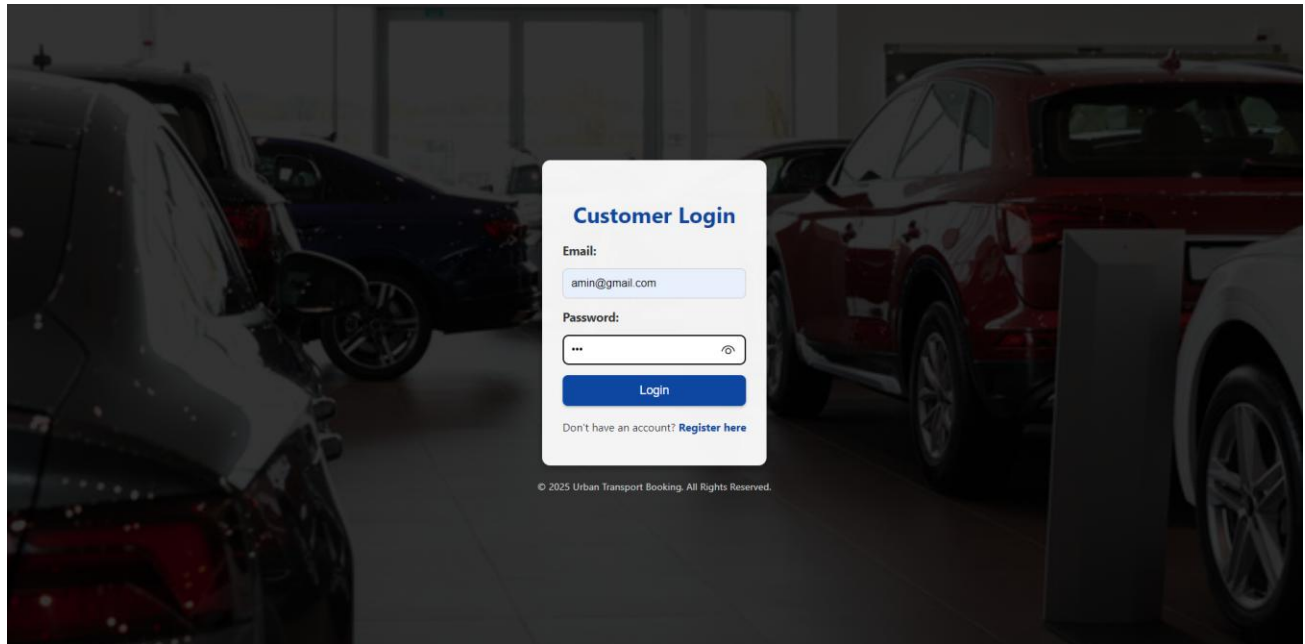 Customer Login
Email:
amin@gmail.com
Password:
•••
Login
Don't have an account? Register here
© 2025 Urban Transport Booking. All Rights Reserved.